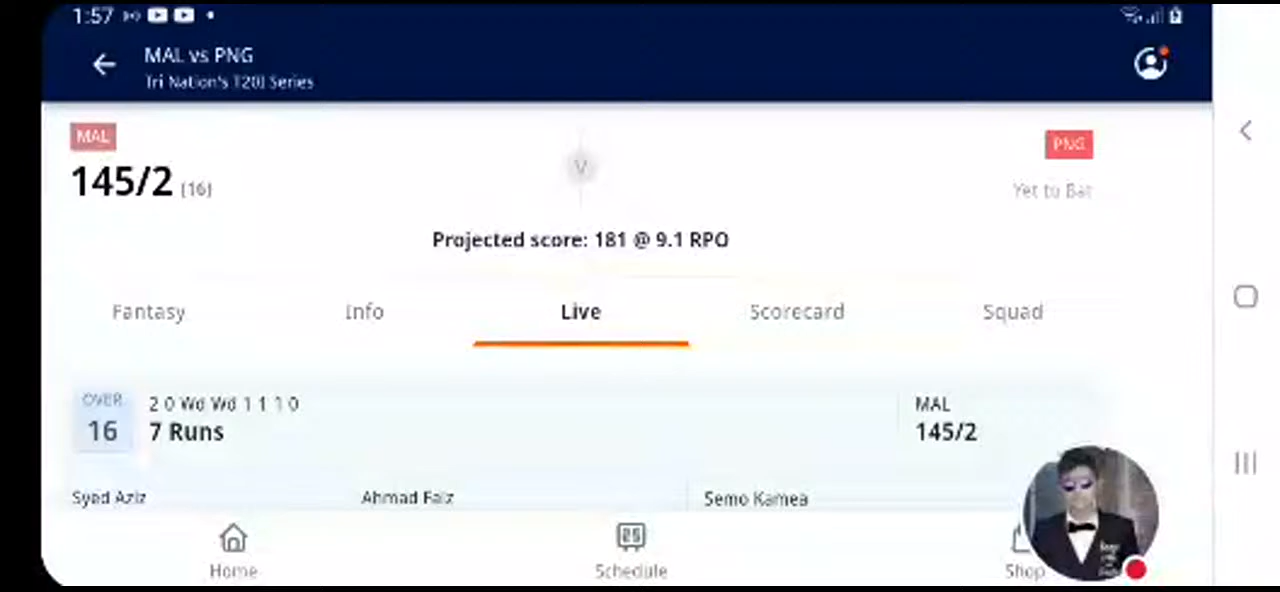 1:57
MAL vs PNG
Tri Nation's T20I Series
MAL
PNG
V
145/2 (16)
Yet to Bat
Projected score: 181 @ 9.1 RPO
Fantasy Info Live Scorecard Squad
OVER 2 0 Wd Wd 1 1 1 0 MAL
16 7 Runs 145/2
Syed Aziz Ahmad Faiz Semo Kamea
Home Schedule Shop